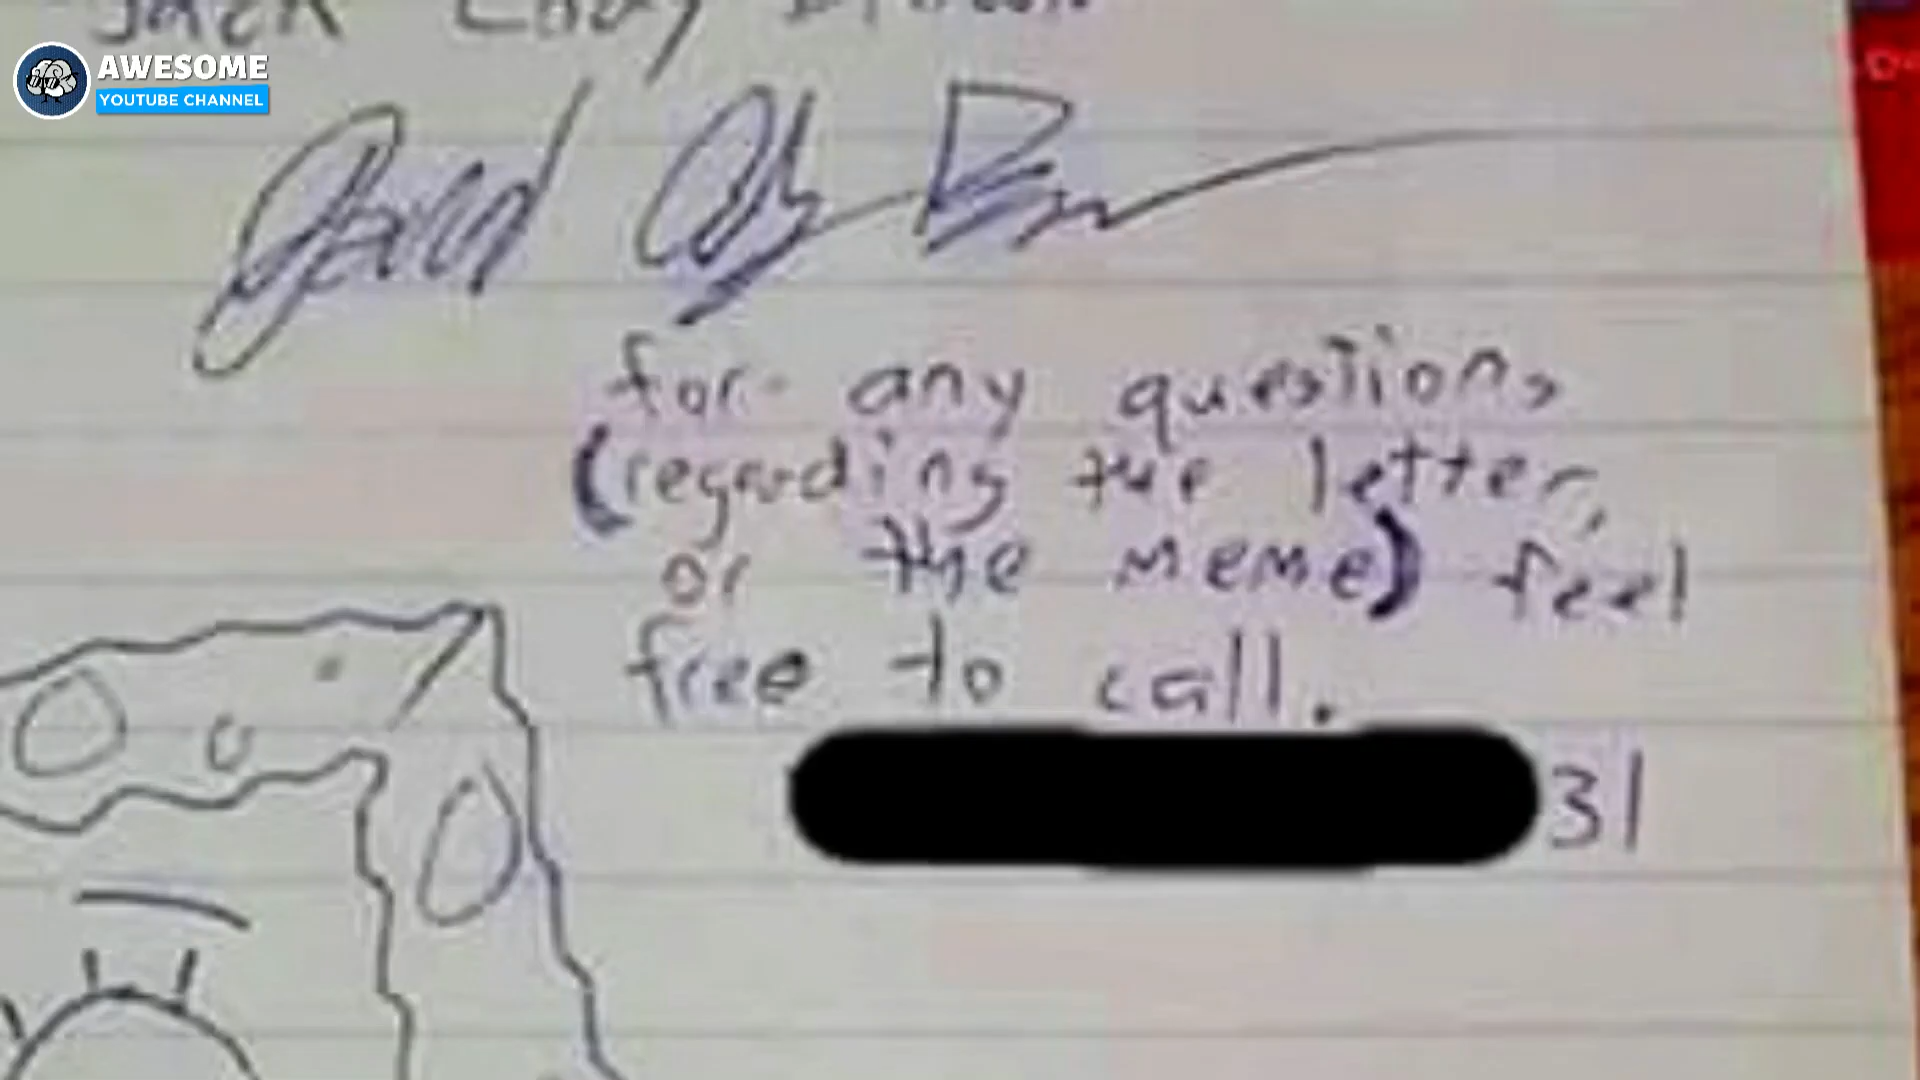 AWESOME
YOUTUBE CHANNEL
for any questions
(regarding the letter,
or the meme) feel
free to call.
31